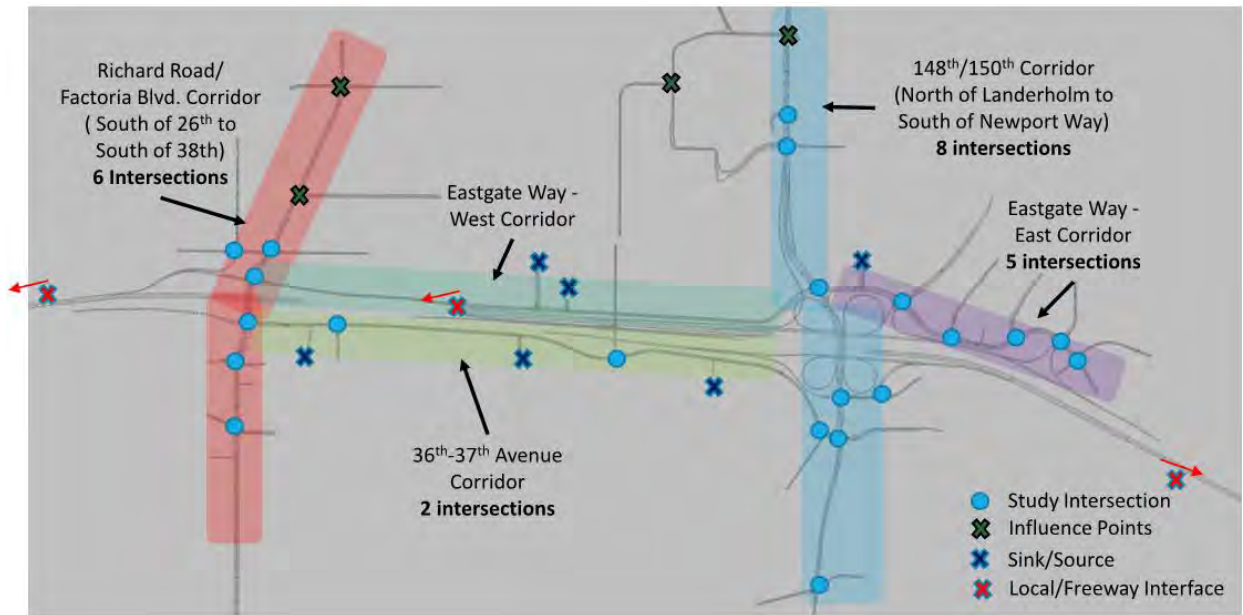 Richard Road/
Factoria Blvd. Corridor
( South of 26th to
South of 38th)
6 Intersections
Eastgate Way -
West Corridor
148th/150th Corridor
(North of Landerholm to
South of Newport Way)
8 intersections
Eastgate Way -
East Corridor
5 intersections
36th-37th Avenue
Corridor
2 intersections
Study Intersection
Influence Points
Sink/Source
Local/Freeway Interface